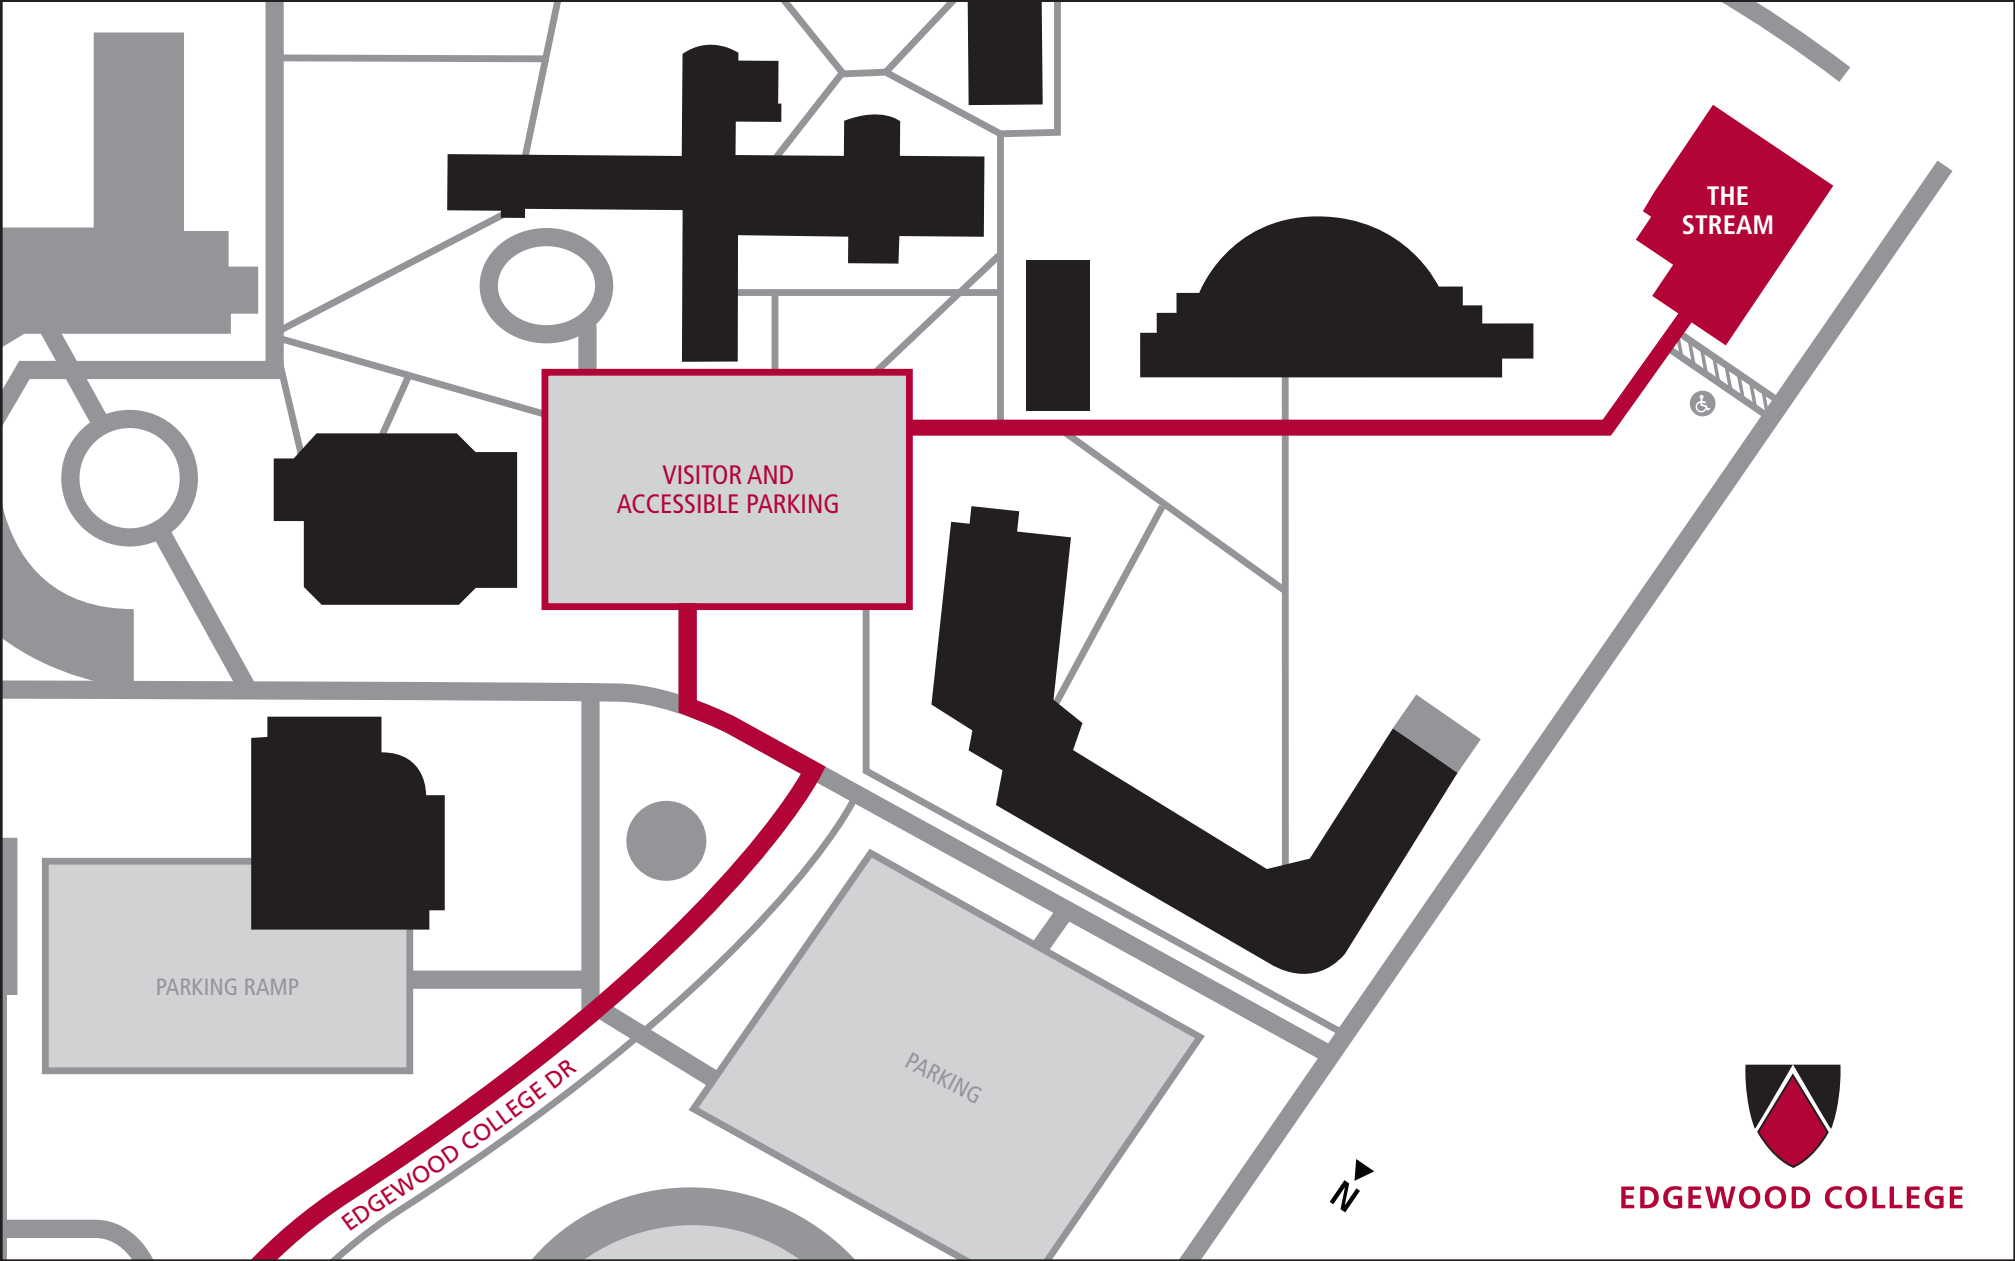 THE
STREAM
VISITOR AND
ACCESSIBLE PARKING
PARKING RAMP
PARKING
EDGEWOOD COLLEGE DR
N
EDGEWOOD COLLEGE